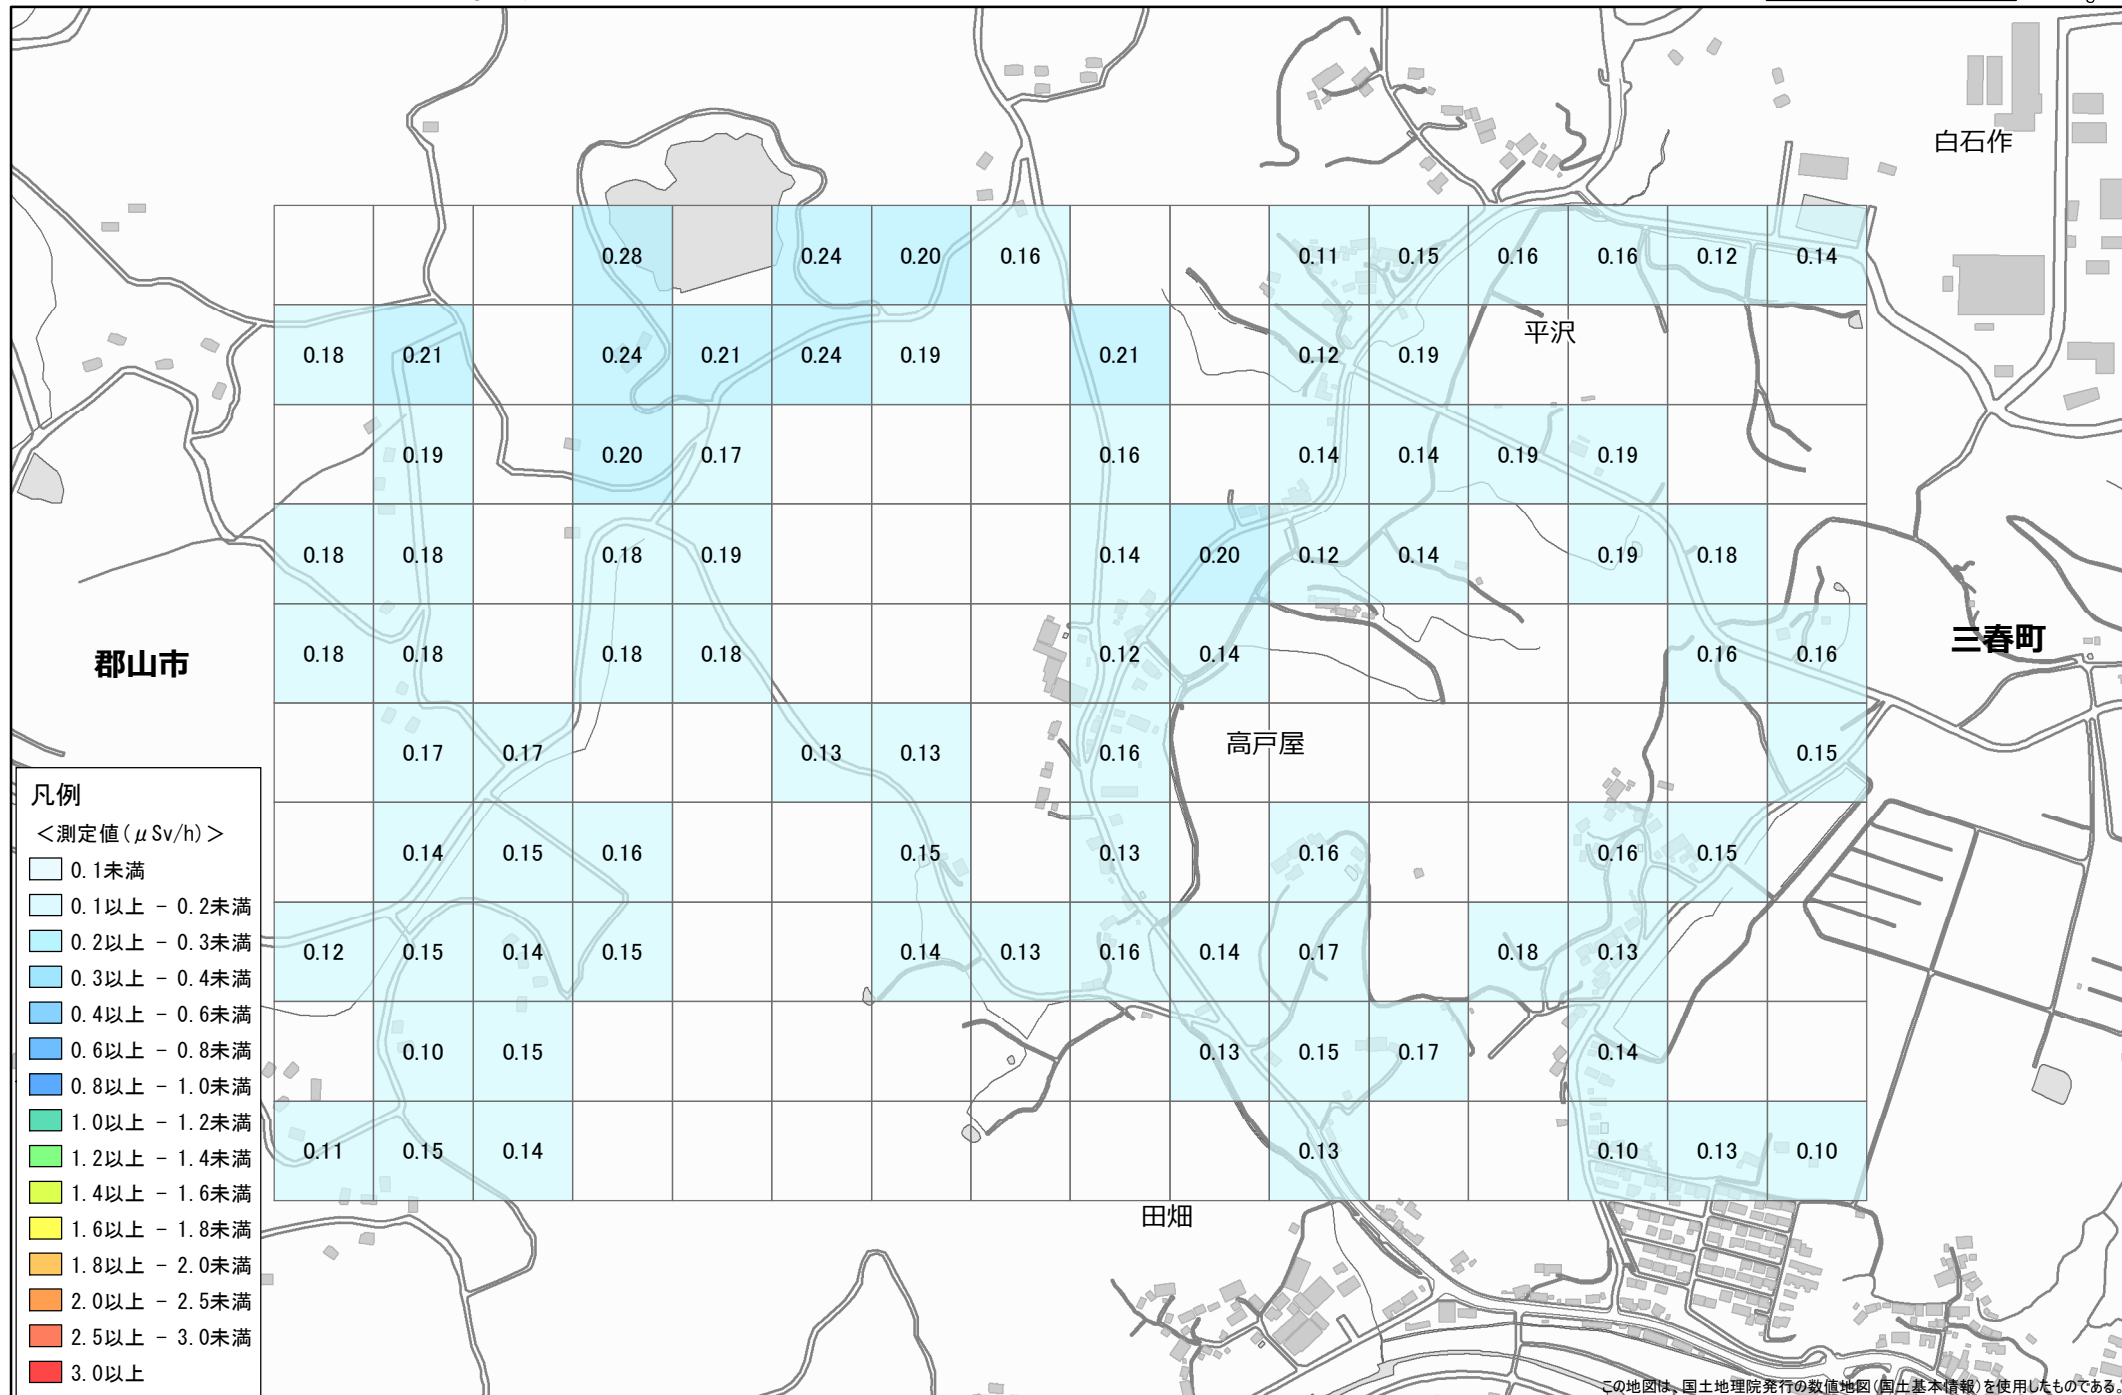 白石作
0.28 0.24 0.20 0.16 0.11 0.15 0.16 0.16 0.12 0.14
平沢
0.18 0.21 0.24 0.21 0.24 0.19 0.21 0.12 0.19
0.19 0.20 0.17 0.16 0.14 0.14 0.19 0.19
0.18 0.18 0.18 0.19 0.14 0.20 0.12 0.14 0.19 0.18
郡山市
三春町
0.18 0.18 0.18 0.18 0.12 0.14 0.16 0.16
高戸屋
0.17 0.17 0.13 0.13 0.16 0.15
0.14 0.15 0.16 0.15 0.13 0.16 0.16 0.15
0.12 0.15 0.14 0.15 0.14 0.13 0.16 0.14 0.17 0.18 0.13
0.10 0.15 0.13 0.15 0.17 0.14
0.11 0.15 0.14 0.13 0.10 0.13 0.10
田畑
凡例
＜測定値(μSv/h)＞
0.1未満
0.1以上 － 0.2未満
0.2以上 － 0.3未満
0.3以上 － 0.4未満
0.4以上 － 0.6未満
0.6以上 － 0.8未満
0.8以上 － 1.0未満
1.0以上 － 1.2未満
1.2以上 － 1.4未満
1.4以上 － 1.6未満
1.6以上 － 1.8未満
1.8以上 － 2.0未満
2.0以上 － 2.5未満
2.5以上 － 3.0未満
3.0以上
この地図は、国土地理院発行の数値地図(国土基本情報)を使用したものである